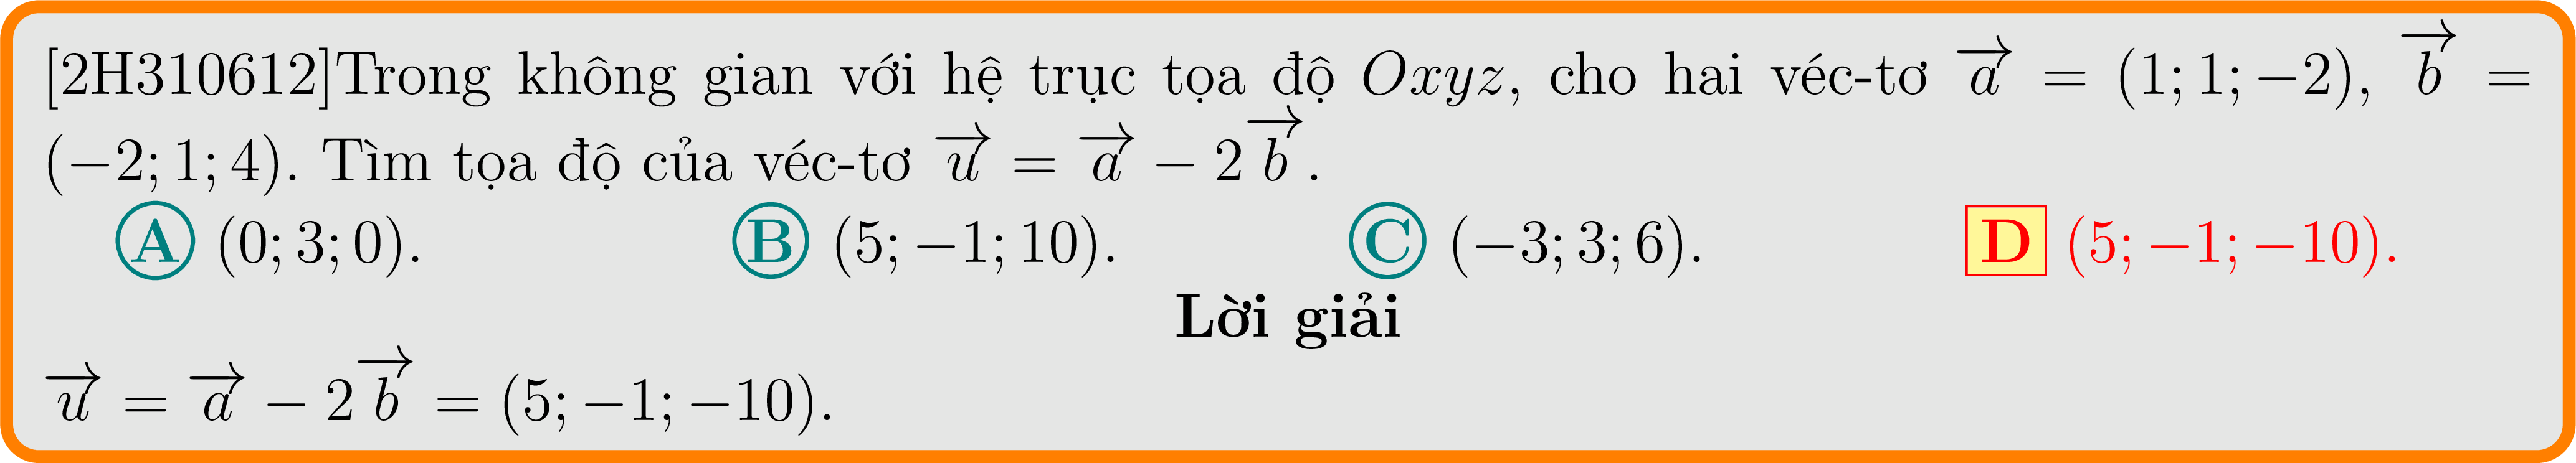 [2H310612]Trong không gian với hệ trục tọa độ $Oxyz$, cho hai véc-tơ $\overrightarrow{a} = (1; 1; -2)$, $\overrightarrow{b} =$
$(-2; 1; 4)$. Tìm tọa độ của véc-tơ $\overrightarrow{u} = \overrightarrow{a} - 2\overrightarrow{b}$.
A (0; 3; 0). B (5; −1; 10). C (−3; 3; 6). D (5; −1; −10).
Lời giải
$\overrightarrow{u} = \overrightarrow{a} - 2\overrightarrow{b} = (5; -1; -10)$.